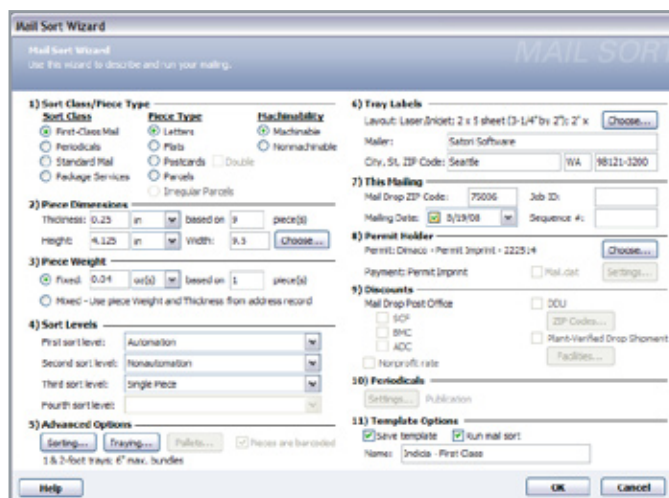 Mail Sort Wizard
Mail Sort Wizard
Use this wizard to describe and run your mailing.
MAIL SORT
1) Sort Class/Piece Type
Sort Class Piece Type Machinability
First-Class Mail Letters Machinable
Periodicals Flats Nonmachinable
Standard Mail Postcards Double
Package Services Parcels
Irregular Parcels
2) Piece Dimensions
Thickness: 0.25 in based on 9 piece(s)
Height: 4.125 in Width: 9.5 Choose...
3) Piece Weight
Fixed: 0.04 oz(s) based on 1 piece(s)
Mixed - Use piece Weight and Thickness from address record
4) Sort Levels
First sort level: Automation
Second sort level: Nonautomation
Third sort level: Single Piece
Fourth sort level:
5) Advanced Options
Sorting... Traying... Pallets... Pieces are barcoded
1 & 2-foot trays; 6" max. bundles
6) Tray Labels
Layout: Laser/Inkjet: 2 x 5 sheet (3-1/4" by 2"): 2" x Choose...
Mailer: Satori Software
City, St. ZIP Code: Seattle WA 98121-3200
7) This Mailing
Mail Drop ZIP Code: 75006 Job ID:
Mailing Date: 8/19/08 Sequence #:
8) Permit Holder
Permit: Dimaco - Permit Imprint - 222514 Choose...
Payment: Permit Imprint Mail.dat Settings...
9) Discounts
Mail Drop Post Office DDU
SCF ZIP Codes...
BMC Plant-Verified Drop Shipment
ADC Facilities...
Nonprofit rate
10) Periodicals
Settings... Publication
11) Template Options
Save template Run mail sort
Name: Indicia - First Class
Help OK Cancel